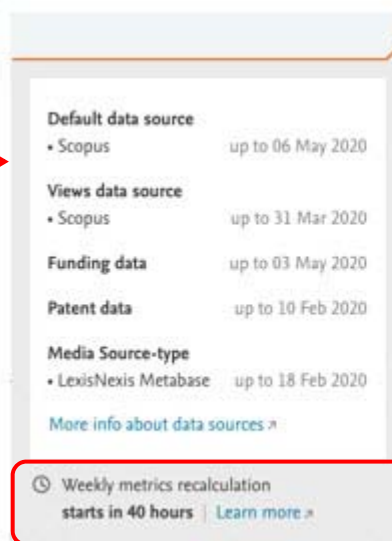 Default data source
• Scopus up to 06 May 2020
Views data source
• Scopus up to 31 Mar 2020
Funding data up to 03 May 2020
Patent data up to 10 Feb 2020
Media Source-type
• LexisNexis Metabase up to 18 Feb 2020
More info about data sources ↗
Weekly metrics recalculation
starts in 40 hours | Learn more ↗